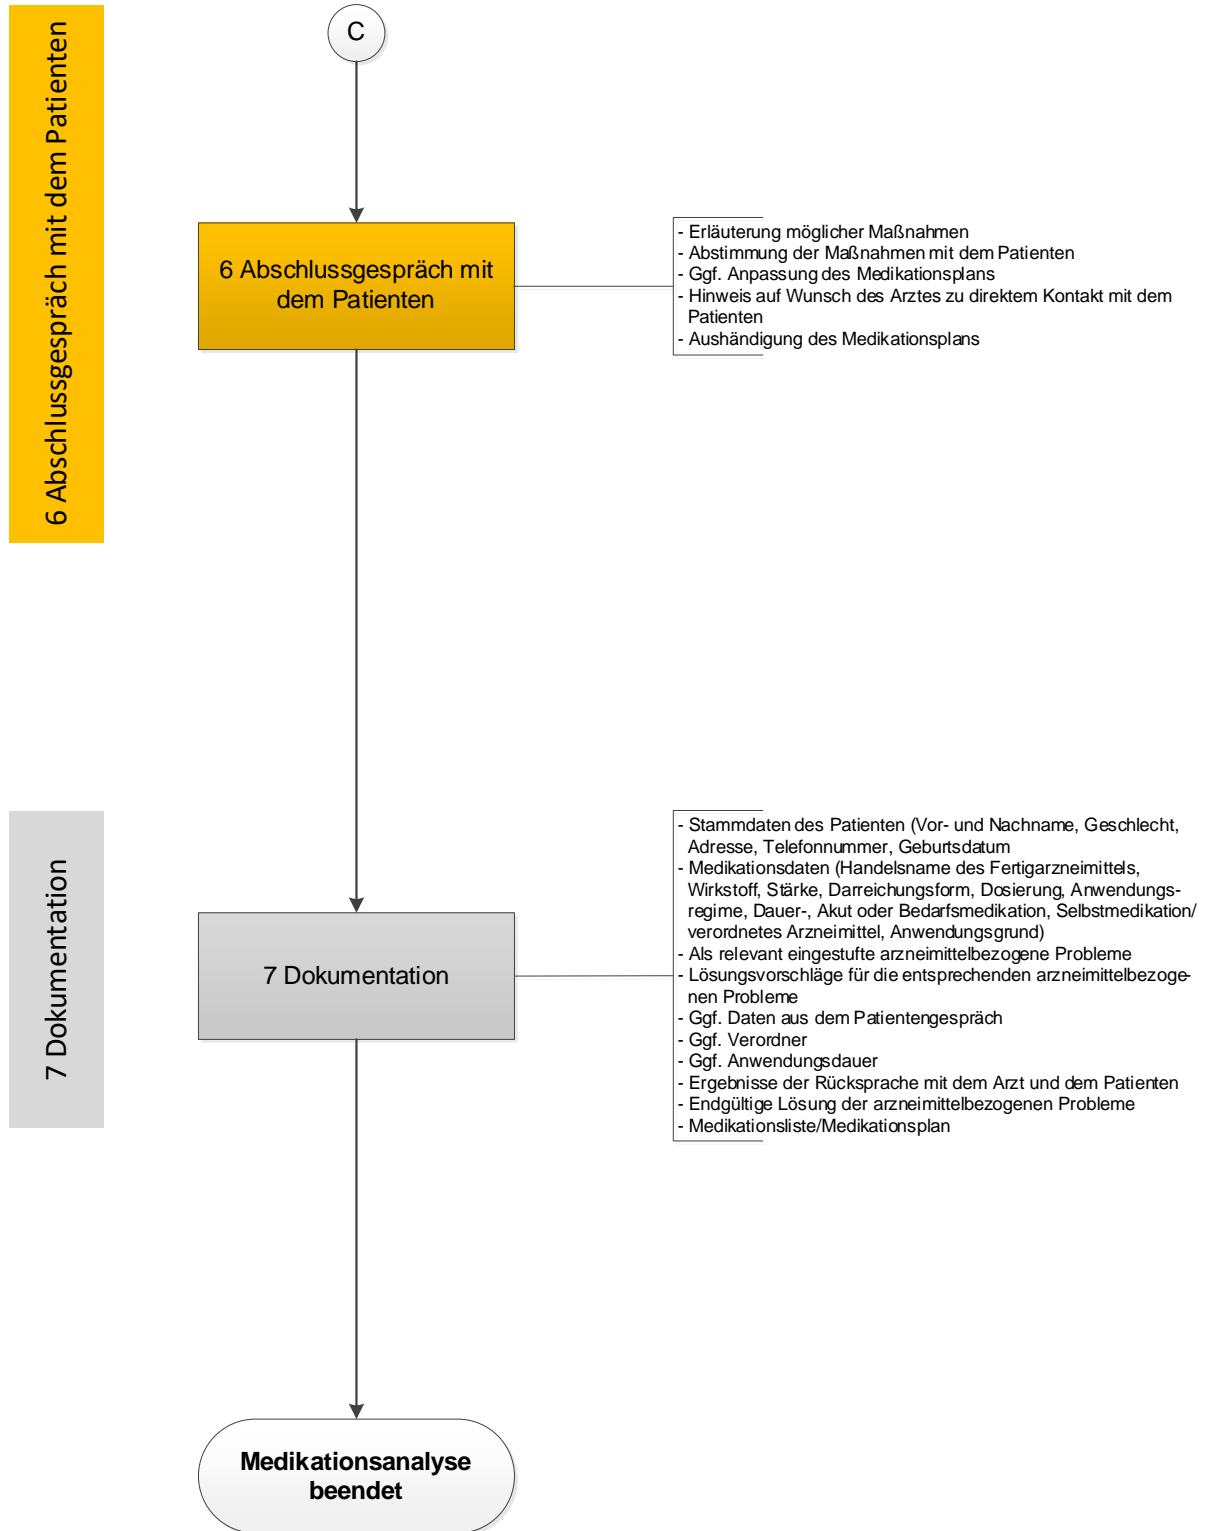 C
6 Abschlussgespräch mit dem Patienten
6 Abschlussgespräch mit
dem Patienten
- Erläuterung möglicher Maßnahmen
- Abstimmung der Maßnahmen mit dem Patienten
- Ggf. Anpassung des Medikationsplans
- Hinweis auf Wunsch des Arztes zu direktem Kontakt mit dem
Patienten
- Aushändigung des Medikationsplans
7 Dokumentation
7 Dokumentation
- Stammdaten des Patienten (Vor- und Nachname, Geschlecht,
Adresse, Telefonnummer, Geburtsdatum
- Medikationsdaten (Handelsname des Fertigarzneimittels,
Wirkstoff, Stärke, Darreichungsform, Dosierung, Anwendungs-
regime, Dauer-, Akut oder Bedarfsmedikation, Selbstmedikation/
verordnetes Arzneimittel, Anwendungsgrund)
- Als relevant eingestufte arzneimittelbezogene Probleme
- Lösungsvorschläge für die entsprechenden arzneimittelbezoge-
nen Probleme
- Ggf. Daten aus dem Patientengespräch
- Ggf. Verordner
- Ggf. Anwendungsdauer
- Ergebnisse der Rücksprache mit dem Arzt und dem Patienten
- Endgültige Lösung der arzneimittelbezogenen Probleme
- Medikationsliste/Medikationsplan
Medikationsanalyse
beendet